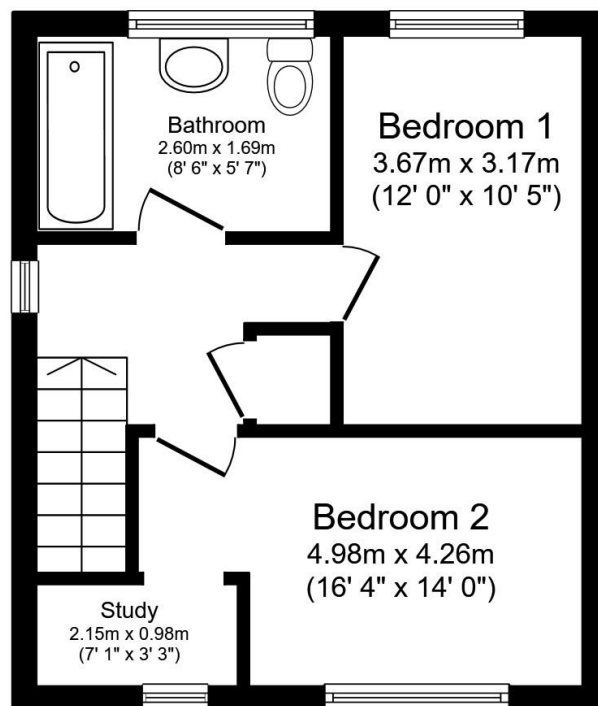 Bathroom
2.60m x 1.69m
(8' 6" x 5' 7")
Bedroom 1
3.67m x 3.17m
(12' 0" x 10' 5")
Bedroom 2
4.98m x 4.26m
(16' 4" x 14' 0")
Study
2.15m x 0.98m
(7' 1" x 3' 3")